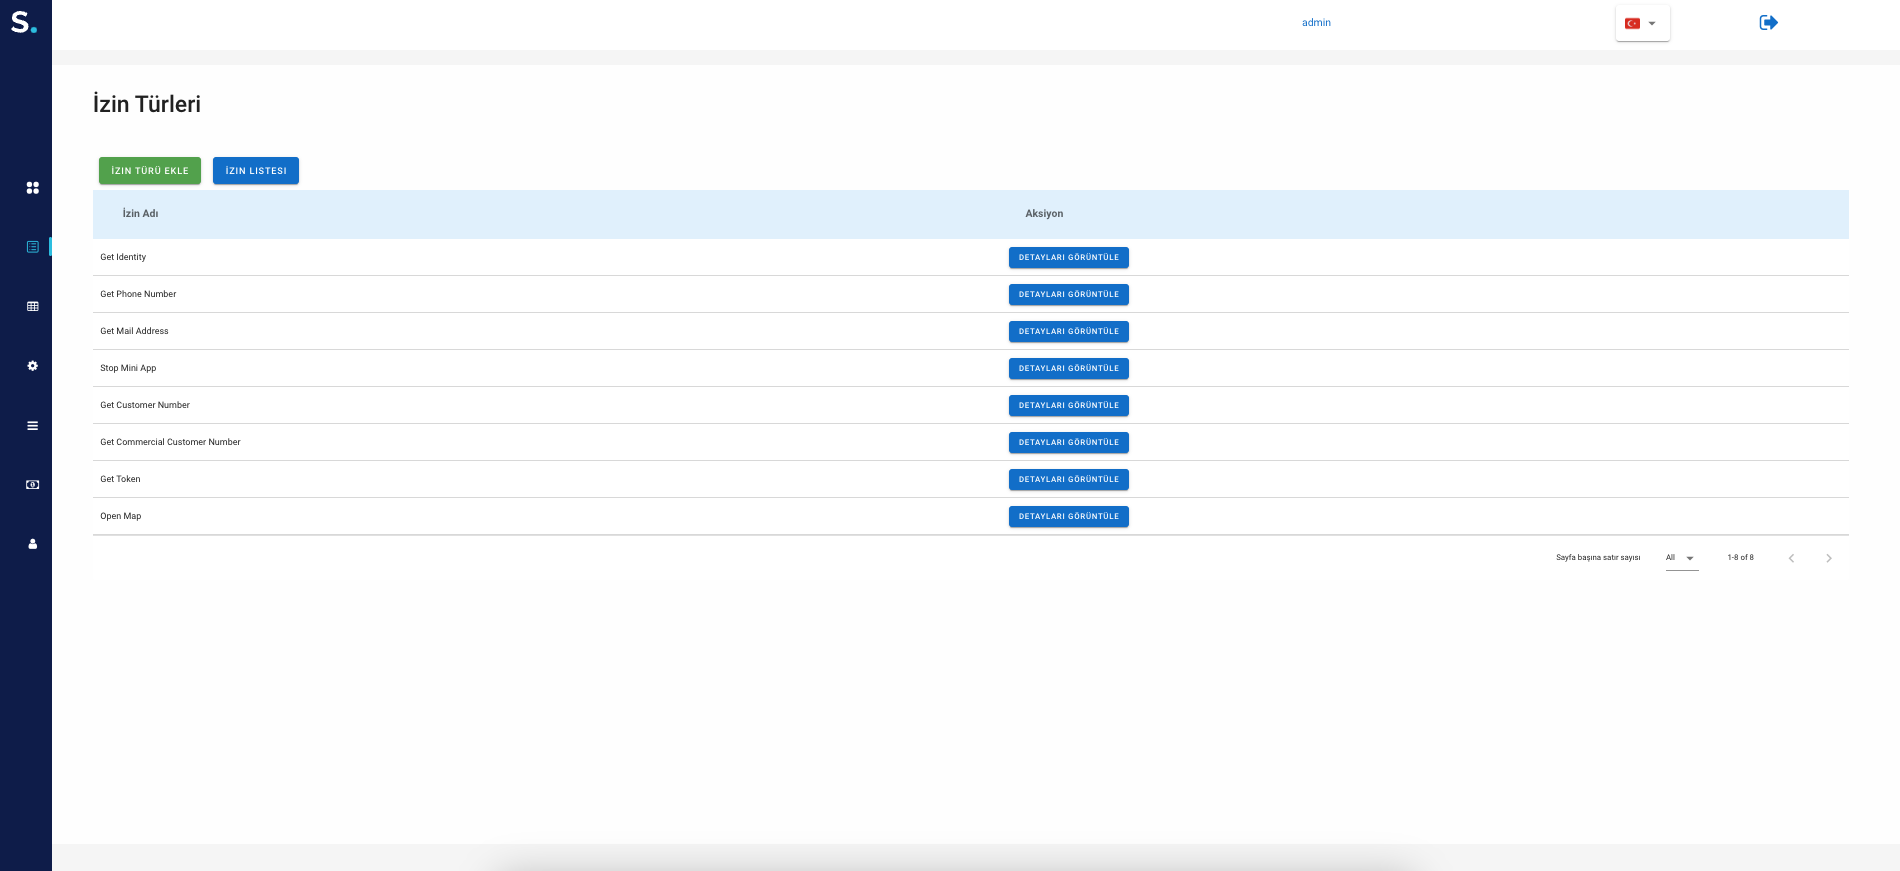 S.
admin
İzin Türleri
İZIN TÜRÜ EKLE İZIN LISTESI
İzin Adı Aksiyon
Get Identity DETAYLARI GÖRÜNTÜLE
Get Phone Number DETAYLARI GÖRÜNTÜLE
Get Mail Address DETAYLARI GÖRÜNTÜLE
Stop Mini App DETAYLARI GÖRÜNTÜLE
Get Customer Number DETAYLARI GÖRÜNTÜLE
Get Commercial Customer Number DETAYLARI GÖRÜNTÜLE
Get Token DETAYLARI GÖRÜNTÜLE
Open Map DETAYLARI GÖRÜNTÜLE
Sayfa başına satır sayısı All 1-8 of 8